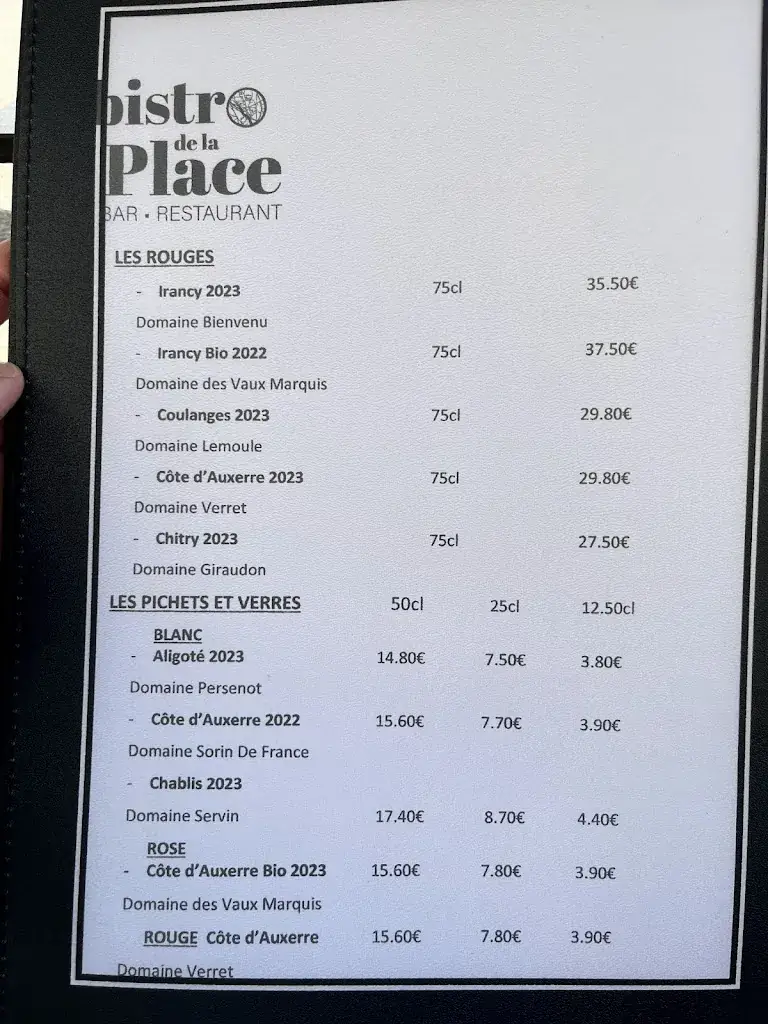 bistro
de la
Place
BAR • RESTAURANT
LES ROUGES
- Irancy 2023 75cl 35.50€
Domaine Bienvenu
- Irancy Bio 2022 75cl 37.50€
Domaine des Vaux Marquis
- Coulanges 2023 75cl 29.80€
Domaine Lemoule
- Côte d'Auxerre 2023 75cl 29.80€
Domaine Verret
- Chitry 2023 75cl 27.50€
Domaine Giraudon
LES PICHETS ET VERRES 50cl 25cl 12.50cl
BLANC
- Aligoté 2023 14.80€ 7.50€ 3.80€
Domaine Persenot
- Côte d'Auxerre 2022 15.60€ 7.70€ 3.90€
Domaine Sorin De France
- Chablis 2023
Domaine Servin 17.40€ 8.70€ 4.40€
ROSE
- Côte d'Auxerre Bio 2023 15.60€ 7.80€ 3.90€
Domaine des Vaux Marquis
ROUGE Côte d'Auxerre 15.60€ 7.80€ 3.90€
Domaine Verret